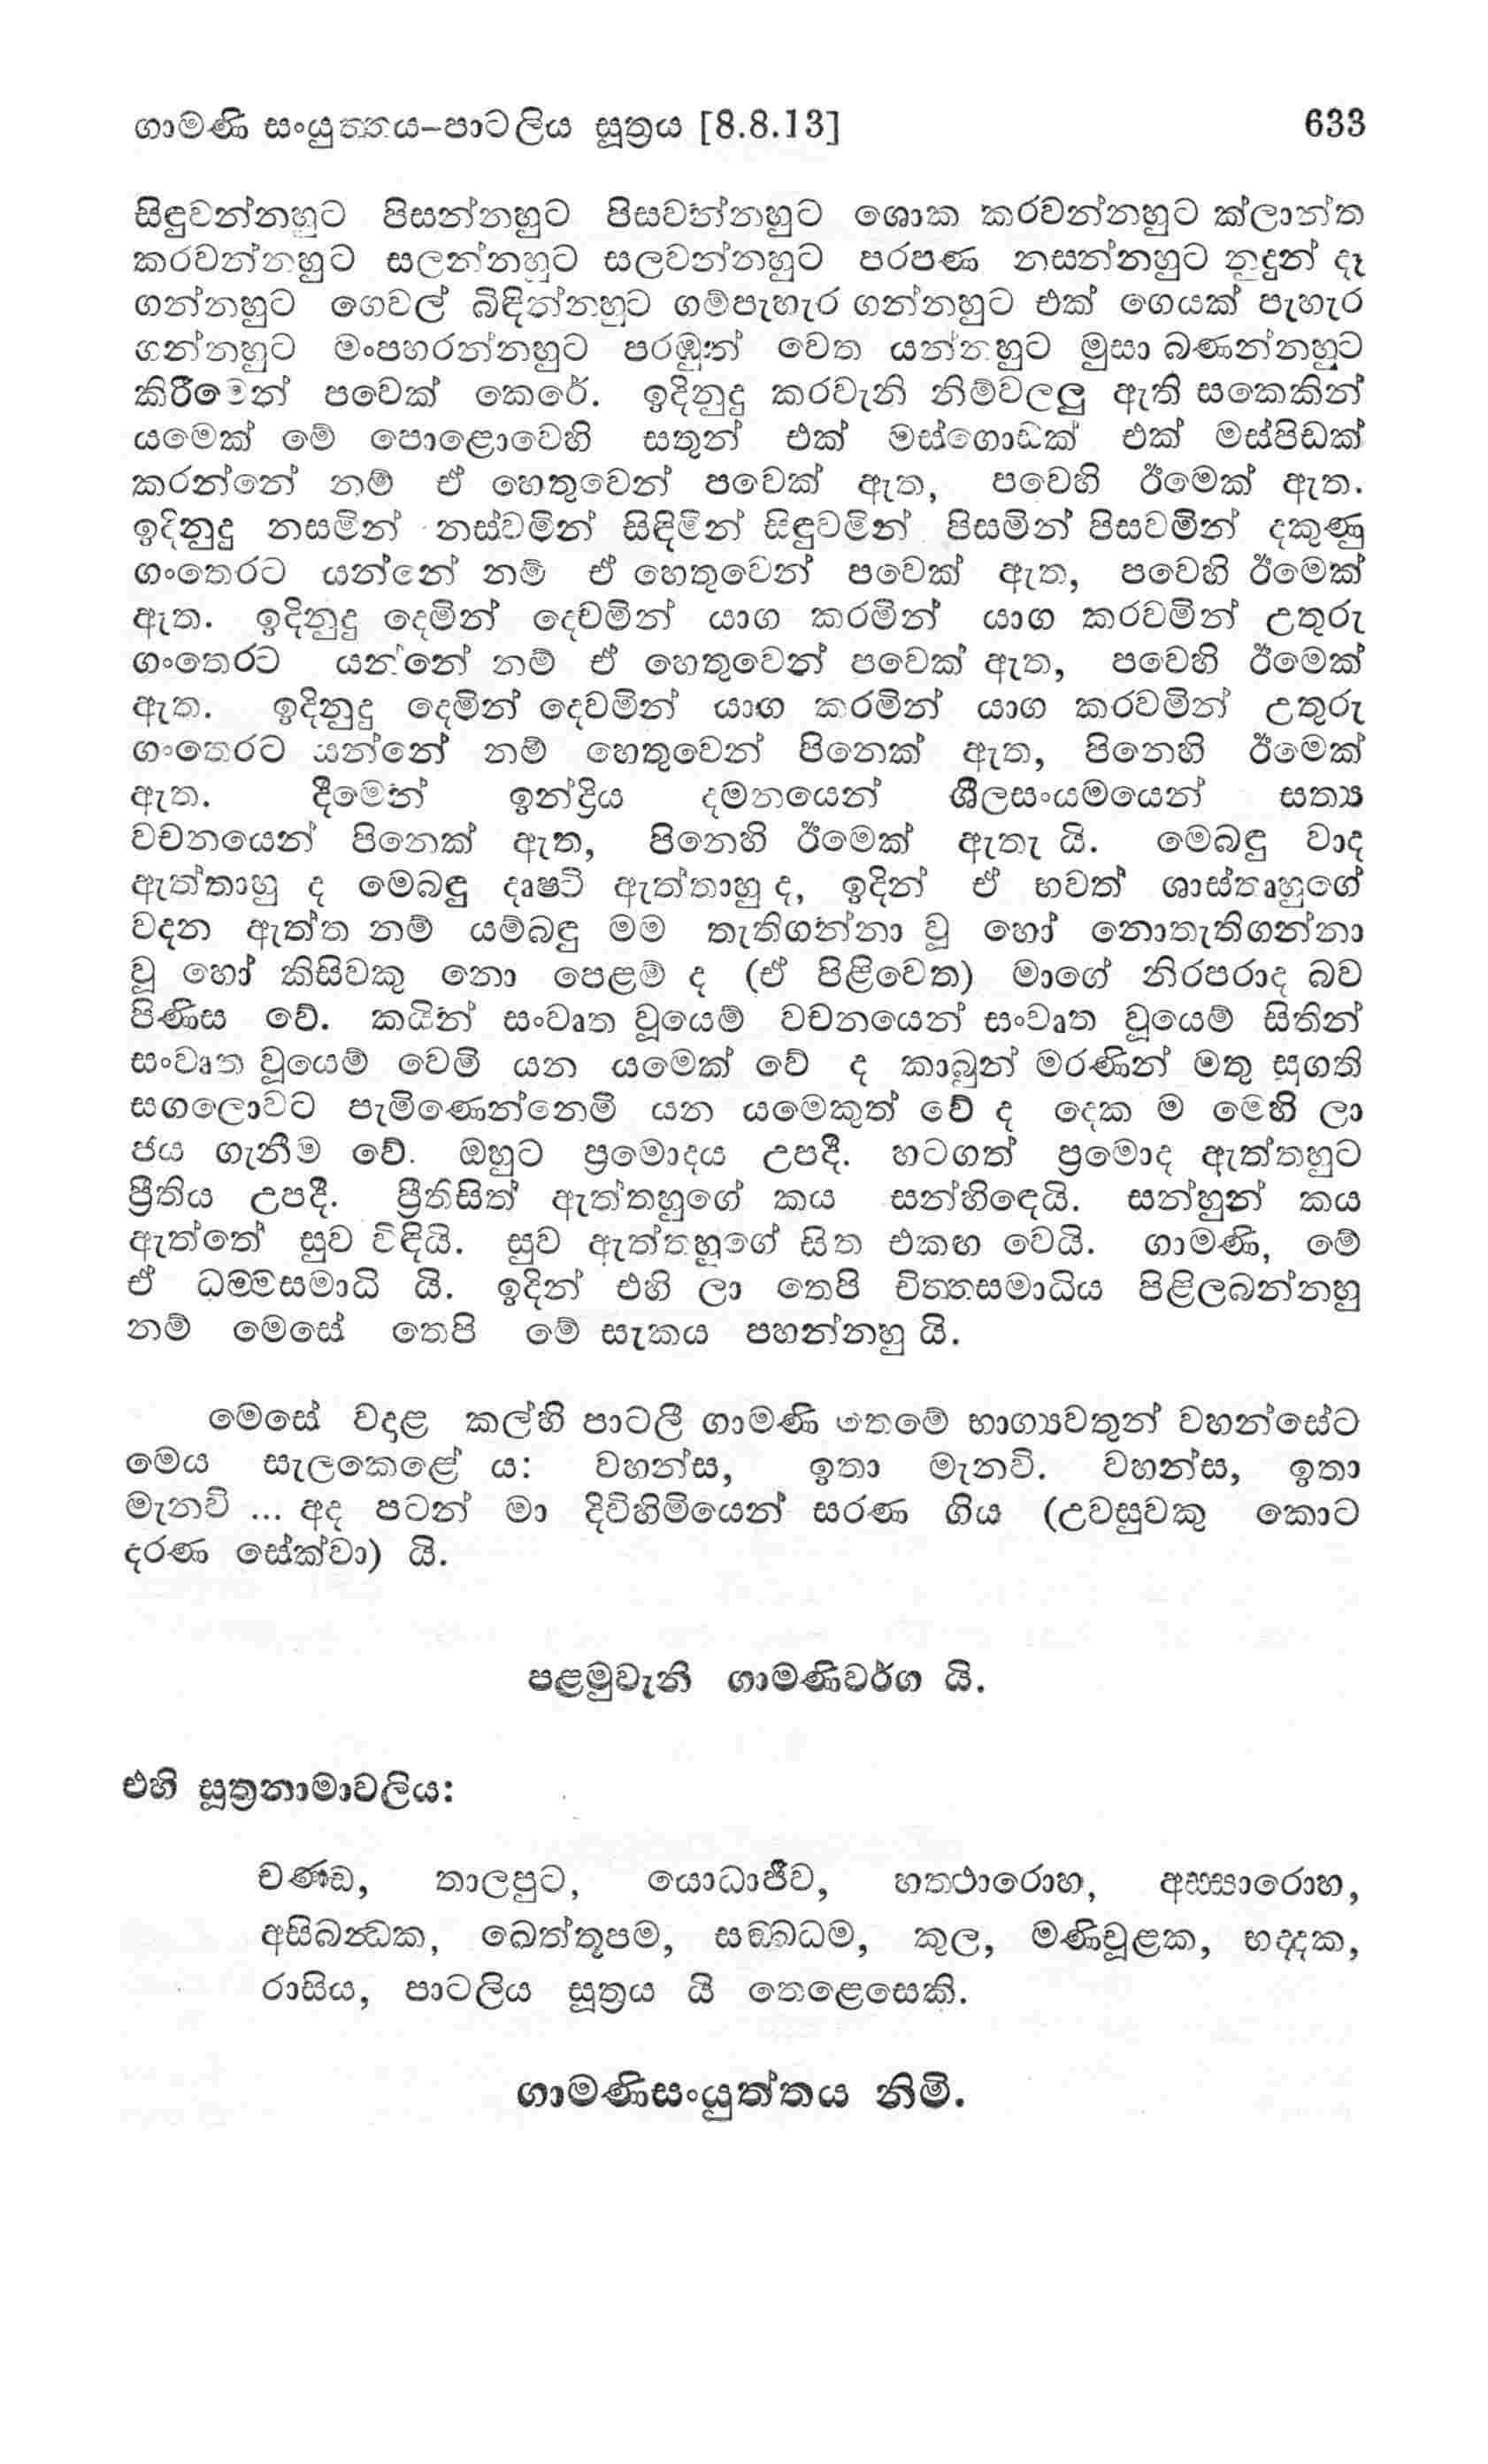 ගාමණි සංයුත්තය-පාටලිය සූත්‍රය [8.8.13] 633
සිඳුවන්නහුට පිසන්නහුට පිසවන්නහුට ශොක කරවන්නහුට ක්ලාන්ත
කරවන්නහුට සලන්නහුට සලවන්නහුට පරපණ නසන්නහුට නුදුන් දෑ
ගන්නහුට ගෙවල් බිඳින්නහුට ගම්පැහැර ගන්නහුට එක් ගෙයක් පැහැර
ගන්නහුට මංපහරන්නහුට පරඹුන් වෙත යන්නහුට මුසා බණන්නහුට
කිරීමෙන් පවෙක් කෙරේ. ඉදිනුදු කරවැනි නිම්වලලු ඇති සකෙකින්
යමෙක් මේ පොළොවෙහි සතුන් එක් මස්ගොඩක් එක් මස්පිඩක්
කරන්නේ නම් ඒ හෙතුවෙන් පවෙක් ඇත, පවෙහි ඊමෙක් ඇත.
ඉදිනුදු නසමින් නස්වමින් සිඳිමින් සිඳුවමින් පිසමින් පිසවමින් දකුණු
ගංතෙරට යන්නේ නම් ඒ හෙතුවෙන් පවෙක් ඇත, පවෙහි ඊමෙක්
ඇත. ඉදිනුදු දෙමින් දෙවමින් යාග කරමින් යාග කරවමින් උතුරු
ගංතෙරට යන්නේ නම් ඒ හෙතුවෙන් පවෙක් ඇත, පවෙහි ඊමෙක්
ඇත. ඉදිනුදු දෙමින් දෙවමින් යාග කරමින් යාග කරවමින් උතුරු
ගංතෙරට යන්නේ නම් හෙතුවෙන් පිනෙක් ඇත, පිනෙහි ඊමෙක්
ඇත. දීමෙන් ඉන්ද්‍රිය දමනයෙන් ශීලසංයමයෙන් සත්‍ය
වචනයෙන් පිනෙක් ඇත, පිනෙහි ඊමෙක් ඇතැ යි. මෙබඳු වාද
ඇත්තාහු ද මෙබඳු දෘෂටි ඇත්තාහු ද, ඉදින් ඒ භවත් ශාස්තෘහුගේ
වදන ඇත්ත නම් යම්බඳු මම තැතිගන්නා වූ හෝ නොතැතිගන්නා
වූ හෝ කිසිවකු නො පෙළම් ද (ඒ පිළිවෙත) මාගේ නිරපරාද බව
පිණිස වේ. කයින් සංවෘත වූයෙම් වචනයෙන් සංවෘත වූයෙම් සිතින්
සංවෘත වූයෙම් වෙමි යන යමෙක් වේ ද කාබුන් මරණින් මතු සුගති
සගලොවට පැමිණෙන්නෙමි යන යමෙකුත් වේ ද දෙක ම මෙහි ලා
ජය ගැනීම වේ. ඔහුට ප්‍රමොදය උපදී. හටගත් ප්‍රමොද ඇත්තහුට
ප්‍රීතිය උපදී. ප්‍රීතිසිත් ඇත්තහුගේ කය සන්හිඳෙයි. සන්හුන් කය
ඇත්තේ සුව විඳියි. සුව ඇත්තහුගේ සිත එකඟ වෙයි. ගාමණි, මේ
ඒ ධම්මසමාධි යි. ඉදින් එහි ලා තෙපි චිත්තසමාධිය පිළිලබන්නහු
නම් මෙසේ තෙපි මේ සැකය පහන්නහු යි.
මෙසේ වදළ කල්හි පාටලී ගාමණි තෙමේ භාග්‍යවතුන් වහන්සේට
මෙය සැලකෙළේ ය: වහන්ස, ඉතා මැනවි. වහන්ස, ඉතා
මැනවි ... අද පටන් මා දිවිහිමියෙන් සරණ ගිය (උවසුවකු කොට
දරණ සේක්වා) යි.
පළමුවැනි ගාමණිවර්ග යි.
එහි සූත්‍රනාමාවලිය:
චණ්ඩ, තාලපුට, යොධාජීව, හත්ථාරොහ, අස්සාරොහ,
අසිබන්ධක, ඛෙත්තූපම, සඞ්ඛධම, කුල, මණිචූළක, භද්දක,
රාසිය, පාටලිය සූත්‍රය යි තෙළෙසෙකි.
ගාමණිසංයුත්තය නිමි.